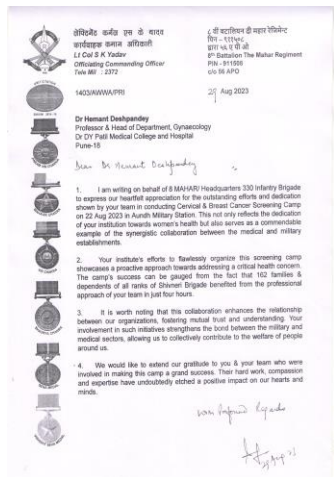 लेफ्टिनेंट कर्नल एस के यादव
कार्यवाहक कमान अधिकारी
Lt Col S K Yadav
Officiating Commanding Officer
Tele Mil : 2372
८ वीं बटालियन दी महार रेजिमेन्ट
पिन - ९११५०८
द्वारा ५६ ए पी ओ
8th Battalion The Mahar Regiment
PIN -911508
c/o 56 APO
1403/AWWA/PRI
29 Aug 2023
Dr Hemant Deshpandey
Professor & Head of Department, Gynaecology
Dr DY Patil Medical College and Hospital
Pune-18
Dear Dr Hemant Deshpandey
1. I am writing on behalf of 8 MAHAR/ Headquarters 330 Infantry Brigade
to express our heartfelt appreciation for the outstanding efforts and dedication
shown by your team in conducting Cervical & Breast Cancer Screening Camp
on 22 Aug 2023 in Aundh Military Station. This not only reflects the dedication
of your institution towards women's health but also serves as a commendable
example of the synergistic collaboration between the medical and military
establishments.
2. Your institute's efforts to flawlessly organize this screening camp
showcases a proactive approach towards addressing a critical health concern.
The camp's success can be gauged from the fact that 162 families &
dependents of all ranks of Shivneri Brigade benefited from the professional
approach of your team in just four hours.
3. It is worth noting that this collaboration enhances the relationship
between our organizations, fostering mutual trust and understanding. Your
involvement in such initiatives strengthens the bond between the military and
medical sectors, allowing us to collectively contribute to the welfare of people
around us.
4. We would like to extend our gratitude to you & your team who were
involved in making this camp a grand success. Their hard work, compassion
and expertise have undoubtedly etched a positive impact on our hearts and
minds.
Regards